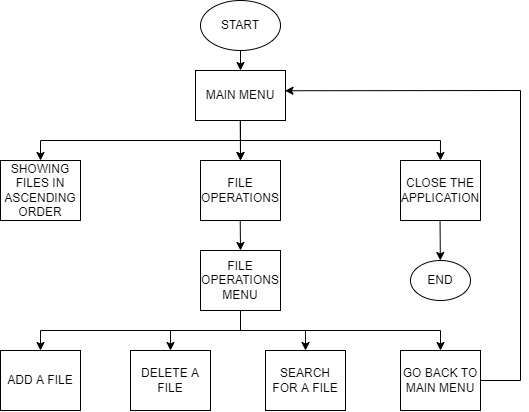 START
MAIN MENU
SHOWING
FILES IN
ASCENDING
ORDER
FILE
OPERATIONS
CLOSE THE
APPLICATION
FILE
OPERATIONS
MENU
END
ADD A FILE
DELETE A
FILE
SEARCH
FOR A FILE
GO BACK TO
MAIN MENU